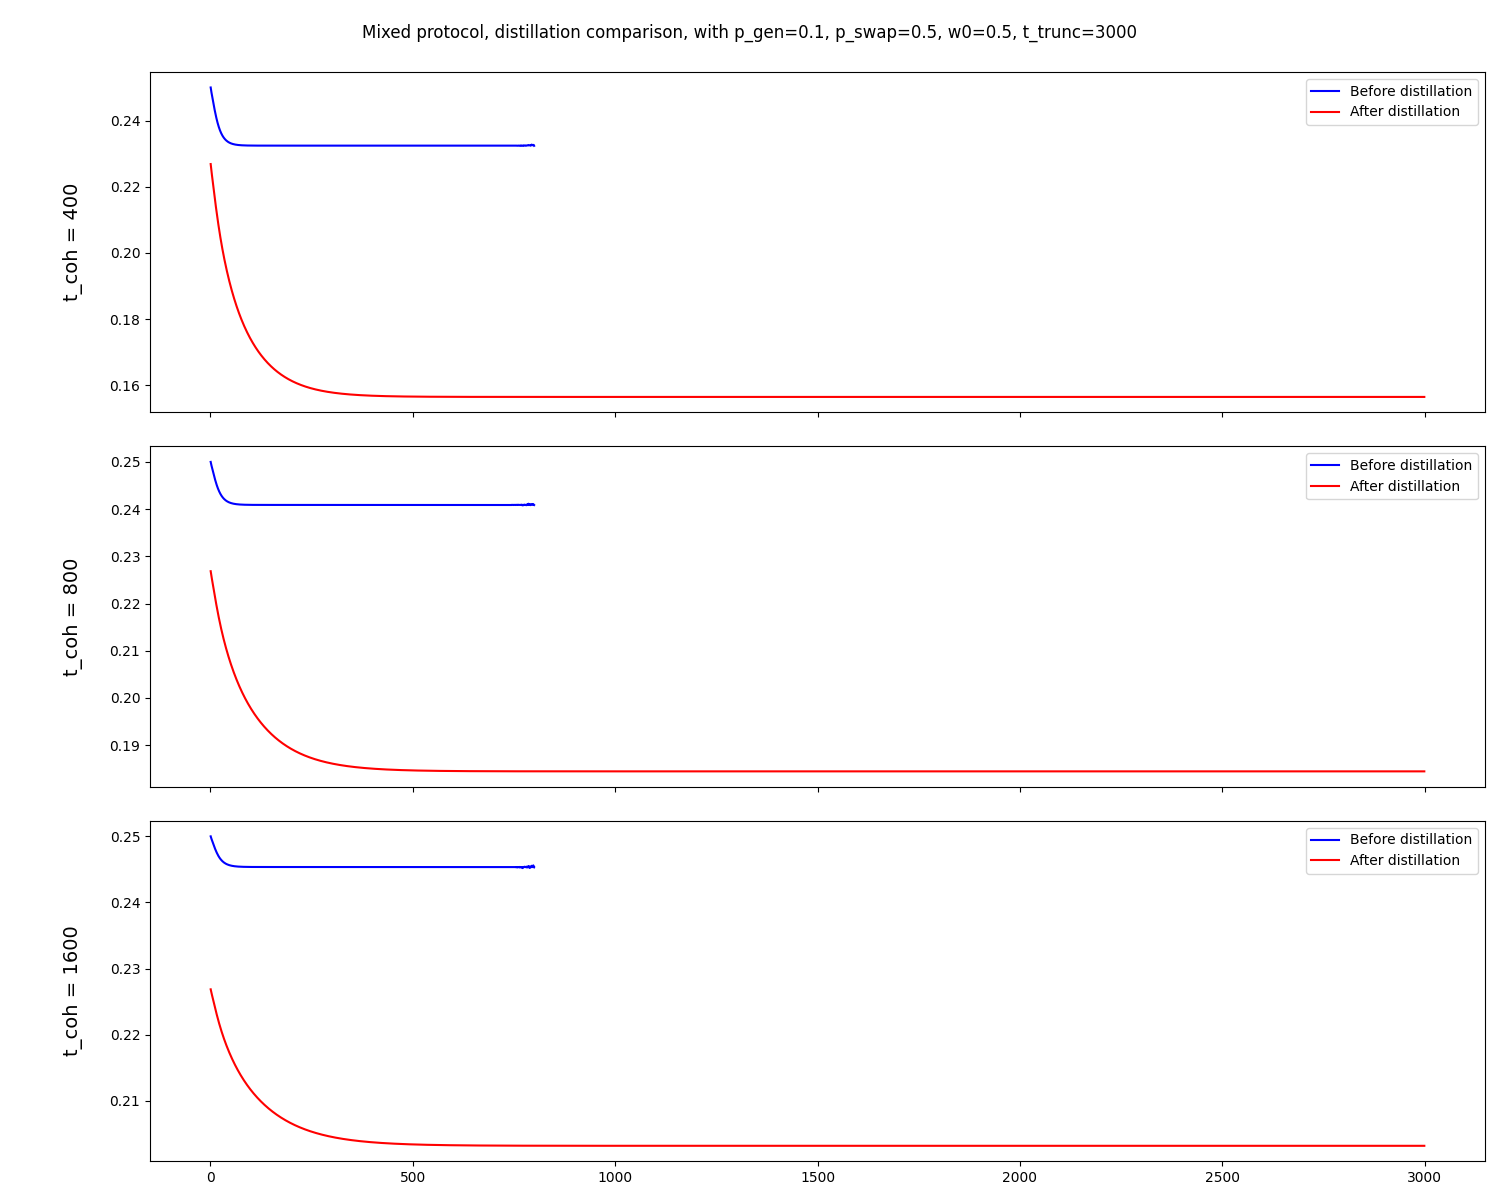 Mixed protocol, distillation comparison, with p_gen=0.1, p_swap=0.5, w0=0.5, t_trunc=3000
t_coh = 400
0.24
0.22
0.20
0.18
0.16
Before distillation
After distillation
t_coh = 800
0.25
0.24
0.23
0.22
0.21
0.20
0.19
Before distillation
After distillation
t_coh = 1600
0.25
0.24
0.23
0.22
0.21
Before distillation
After distillation
0
500
1000
1500
2000
2500
3000